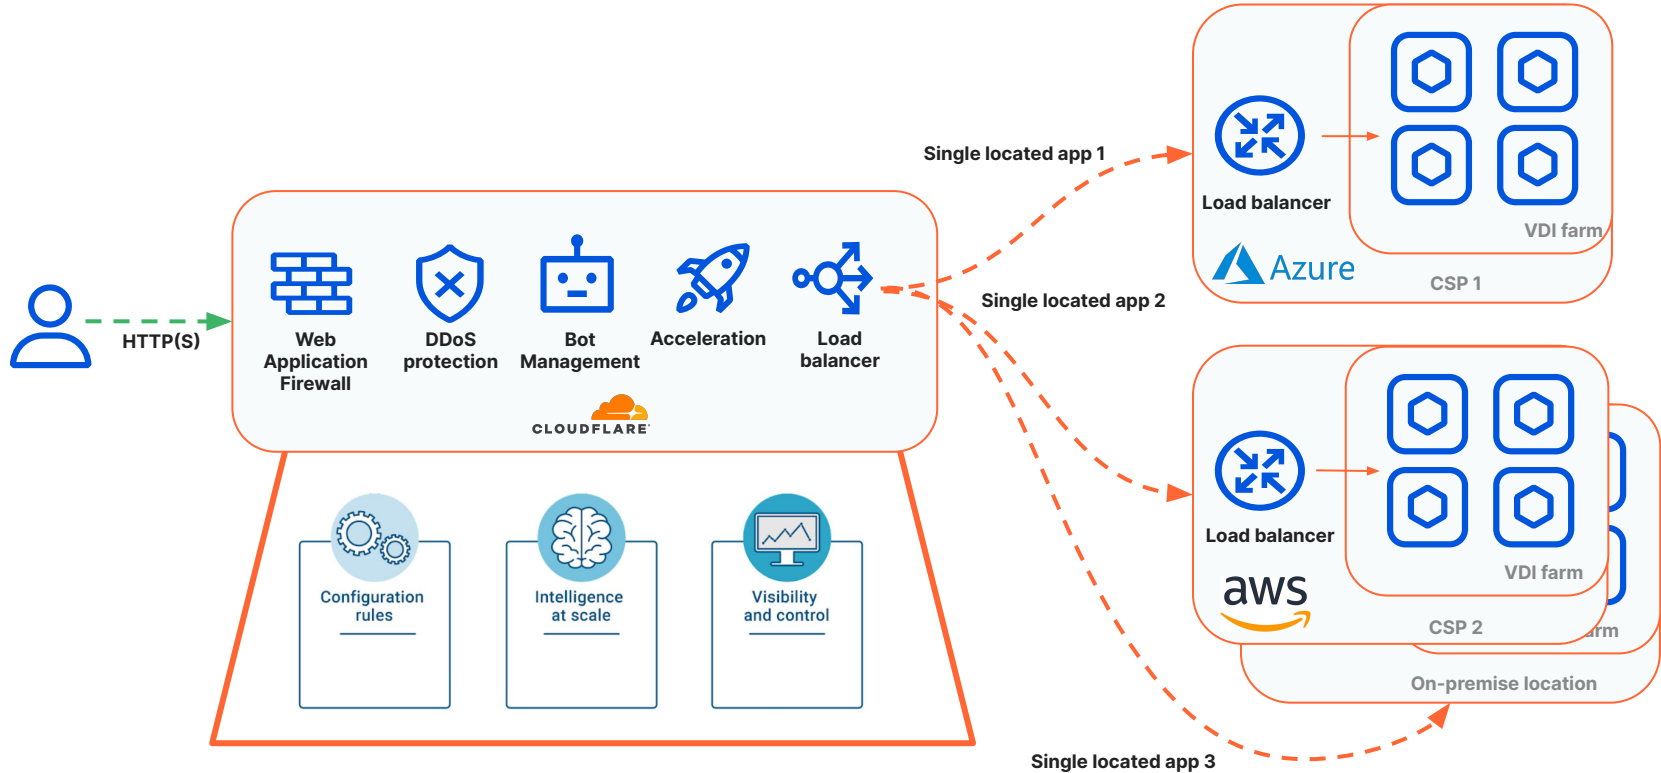 HTTP(S)
Web
Application
Firewall
DDoS
protection
Bot
Management
Acceleration
Load
balancer
CLOUDFLARE
Configuration
rules
Intelligence
at scale
Visibility
and control
Single located app 1
Single located app 2
Single located app 3
Load balancer
Azure
VDI farm
CSP 1
Load balancer
aws
VDI farm
CSP 2
arm
On-premise location